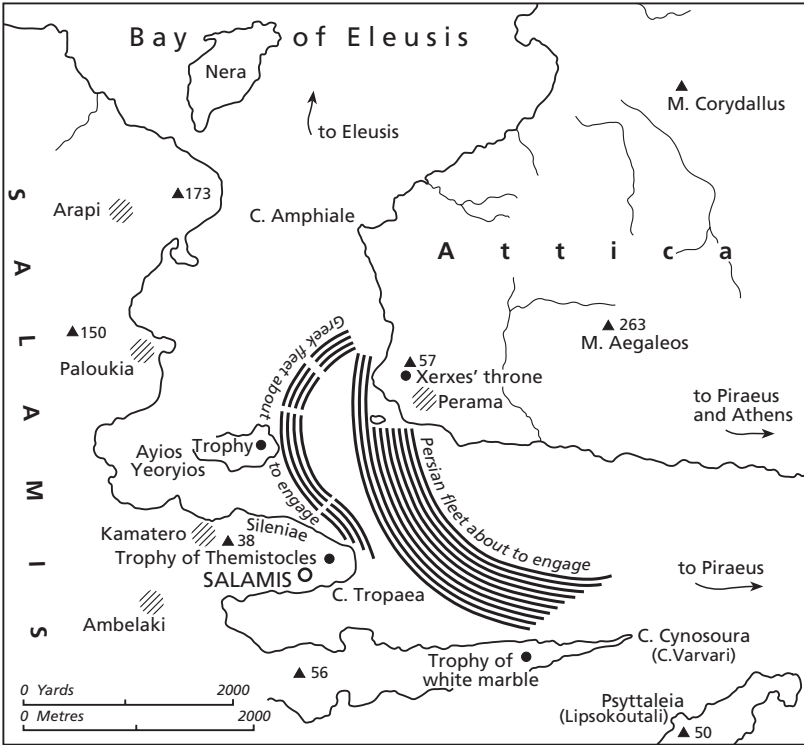 Bay of Eleusis
Nera
to Eleusis
M. Corydallus
SALAMIS
Arapi
173
C. Amphiale
Attica
150
Paloukia
Greek fleet about
to engage
57
Xerxes’ throne
Perama
263
M. Aegaleos
to Piraeus
and Athens
Ayios
Yeoryios
Trophy
Persian fleet about to engage
Kamatero
38
Sileniae
Trophy of Themistocles
SALAMIS
C. Tropaea
to Piraeus
Ambelaki
56
Trophy of
white marble
C. Cynosoura
(C.Varvari)
Psyttaleia
(Lipsokoutali)
50
0 Yards 2000
0 Metres 2000